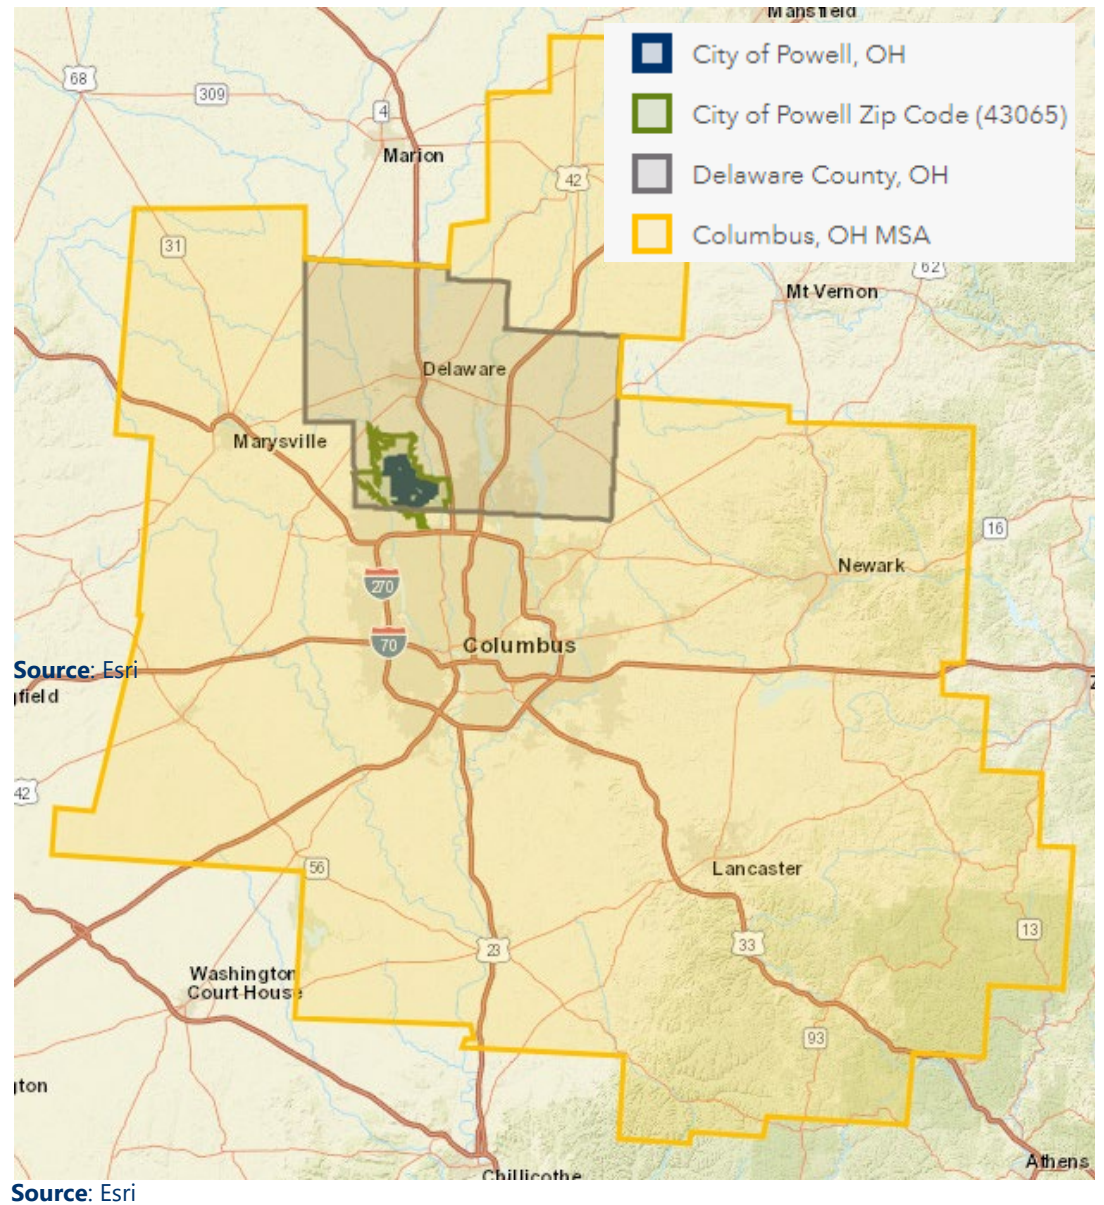 Mansfield
City of Powell, OH
68
309
City of Powell Zip Code (43065)
4
Marion
42
Delaware County, OH
31
Columbus, OH MSA
62
Mt Vernon
Delaware
Marysville
16
Newark
270
70
Columbus
Source: Esri
gfield
42
56
Lancaster
13
33
23
Washington
Court House
93
gton
Athens
Chillicothe
Source: Esri